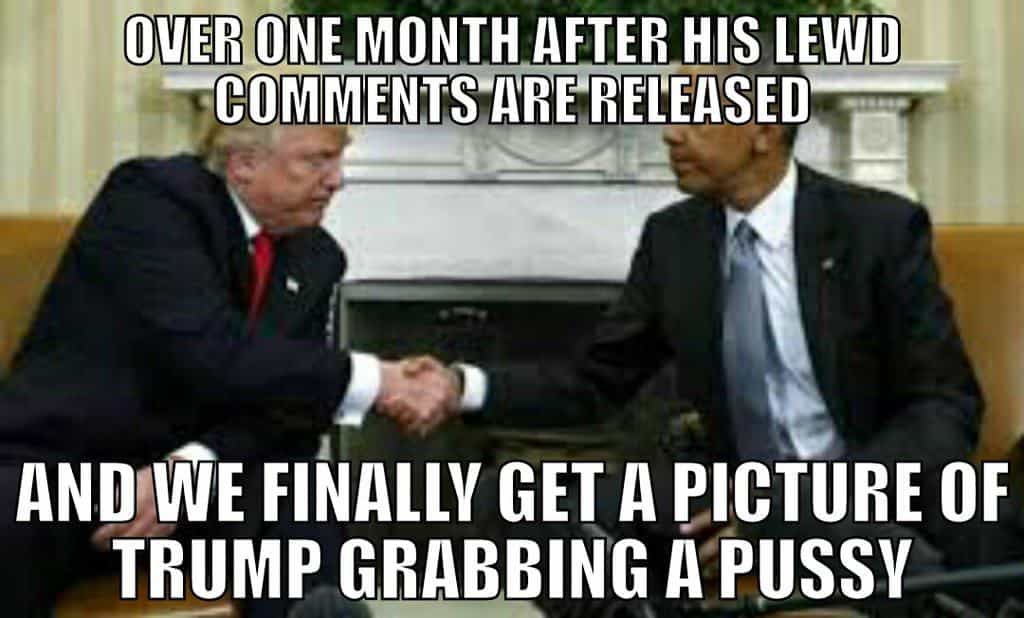 OVER ONE MONTH AFTER HIS LEWD
COMMENTS ARE RELEASED
AND WE FINALLY GET A PICTURE OF
TRUMP GRABBING A PUSSY